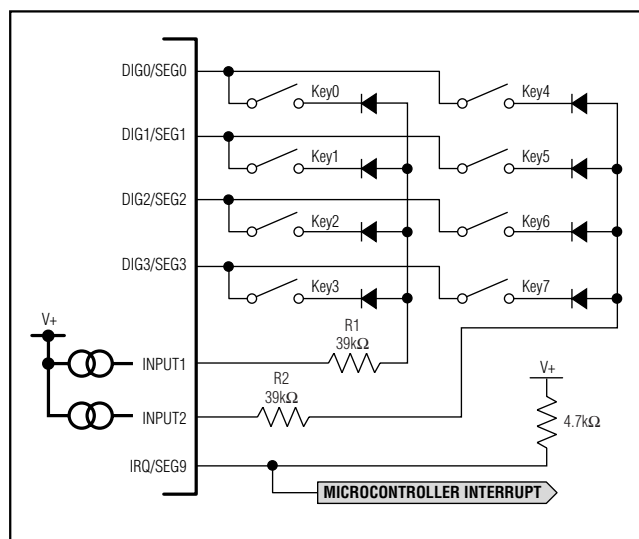 DIG0/SEG0
Key0
Key4
DIG1/SEG1
Key1
Key5
DIG2/SEG2
Key2
Key6
DIG3/SEG3
Key3
Key7
V+
R1
39kΩ
INPUT1
R2
39kΩ
V+
INPUT2
4.7kΩ
IRQ/SEG9
MICROCONTROLLER INTERRUPT